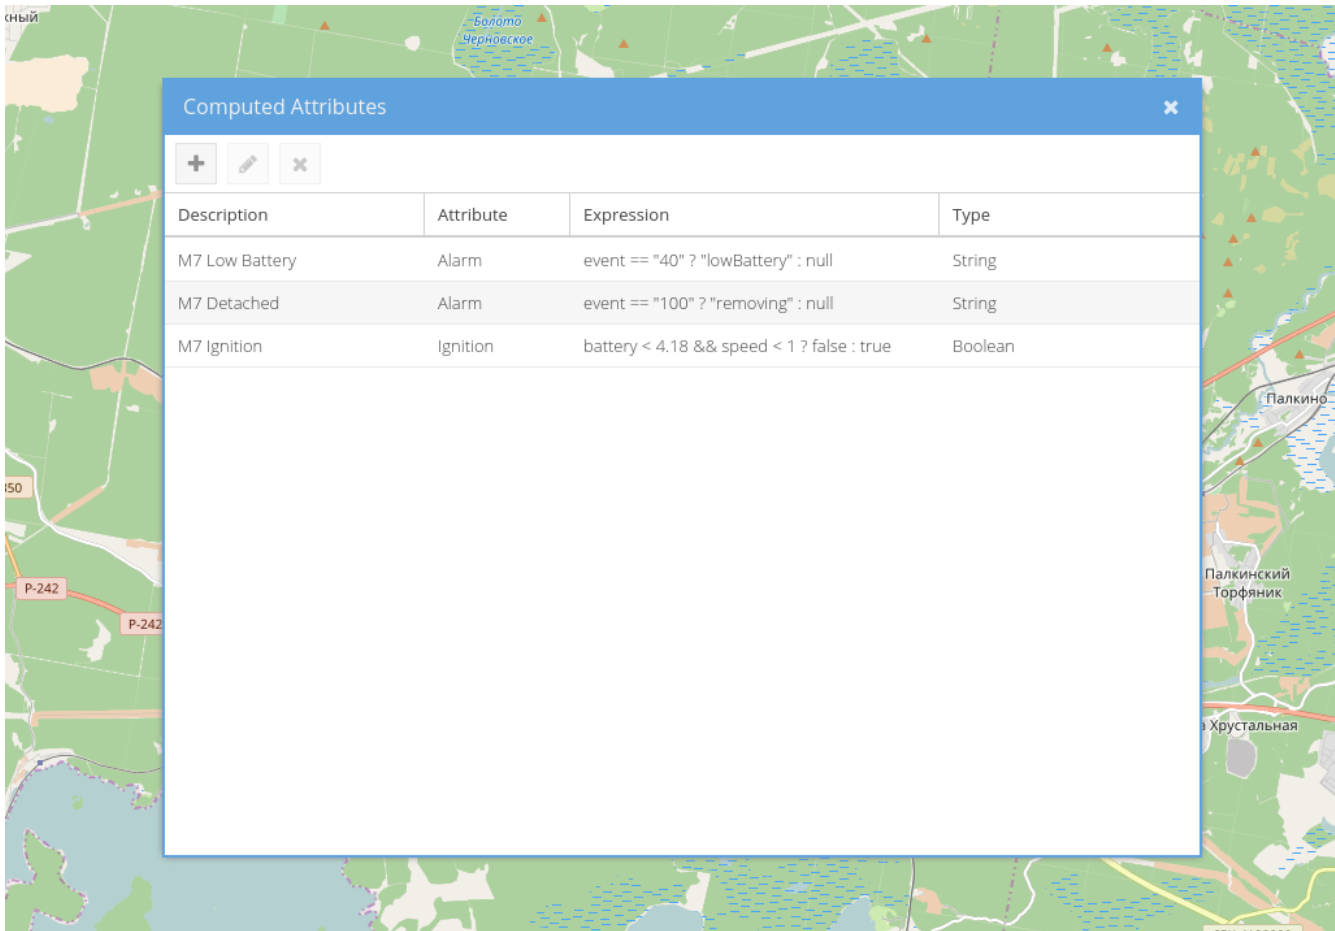 Болото
Черновское
Computed Attributes
Description Attribute Expression Type
M7 Low Battery Alarm event == "40" ? "lowBattery" : null String
M7 Detached Alarm event == "100" ? "removing" : null String
M7 Ignition Ignition battery < 4.18 && speed < 1 ? false : true Boolean
Палкино
Палкинский
Торфяник
P-242
P-242
Хрустальная